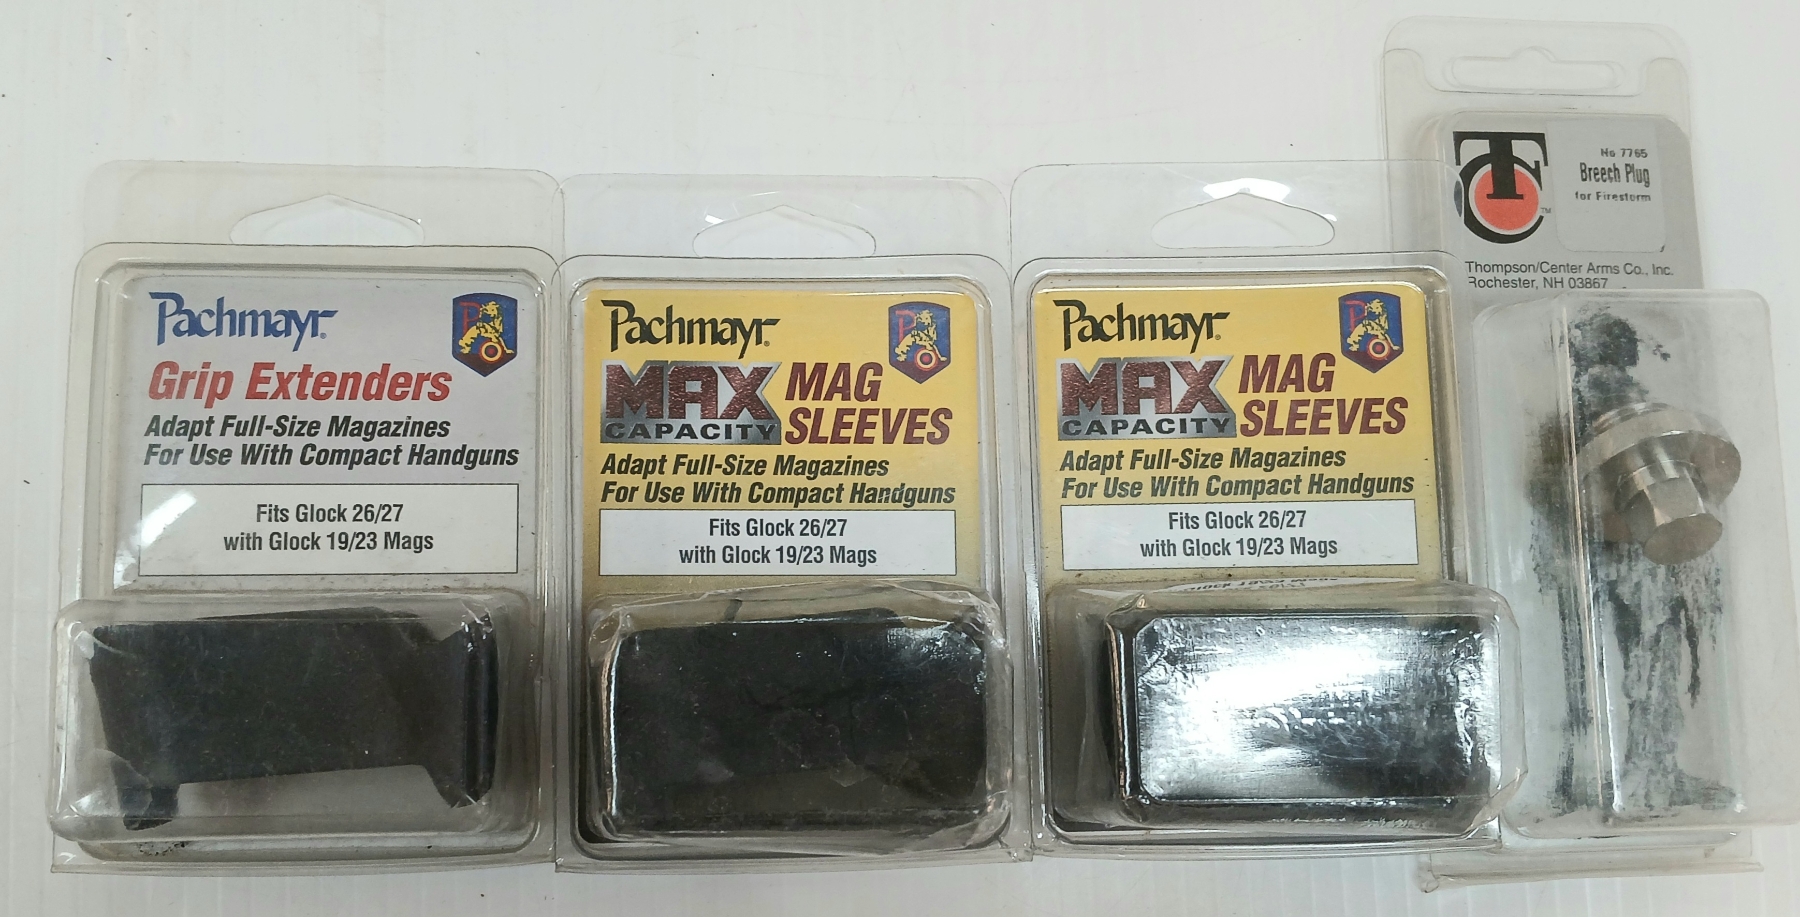 Pachmayr®
Grip Extenders
Adapt Full-Size Magazines
For Use With Compact Handguns
Fits Glock 26/27
with Glock 19/23 Mags
Pachmayr®
MAX
CAPACITY
MAG
SLEEVES
Adapt Full-Size Magazines
For Use With Compact Handguns
Fits Glock 26/27
with Glock 19/23 Mags
Pachmayr®
MAX
CAPACITY
MAG
SLEEVES
Adapt Full-Size Magazines
For Use With Compact Handguns
Fits Glock 26/27
with Glock 19/23 Mags
TC™
No 7765
Breech Plug
for Firestorm
Thompson/Center Arms Co., Inc.
Rochester, NH 03867